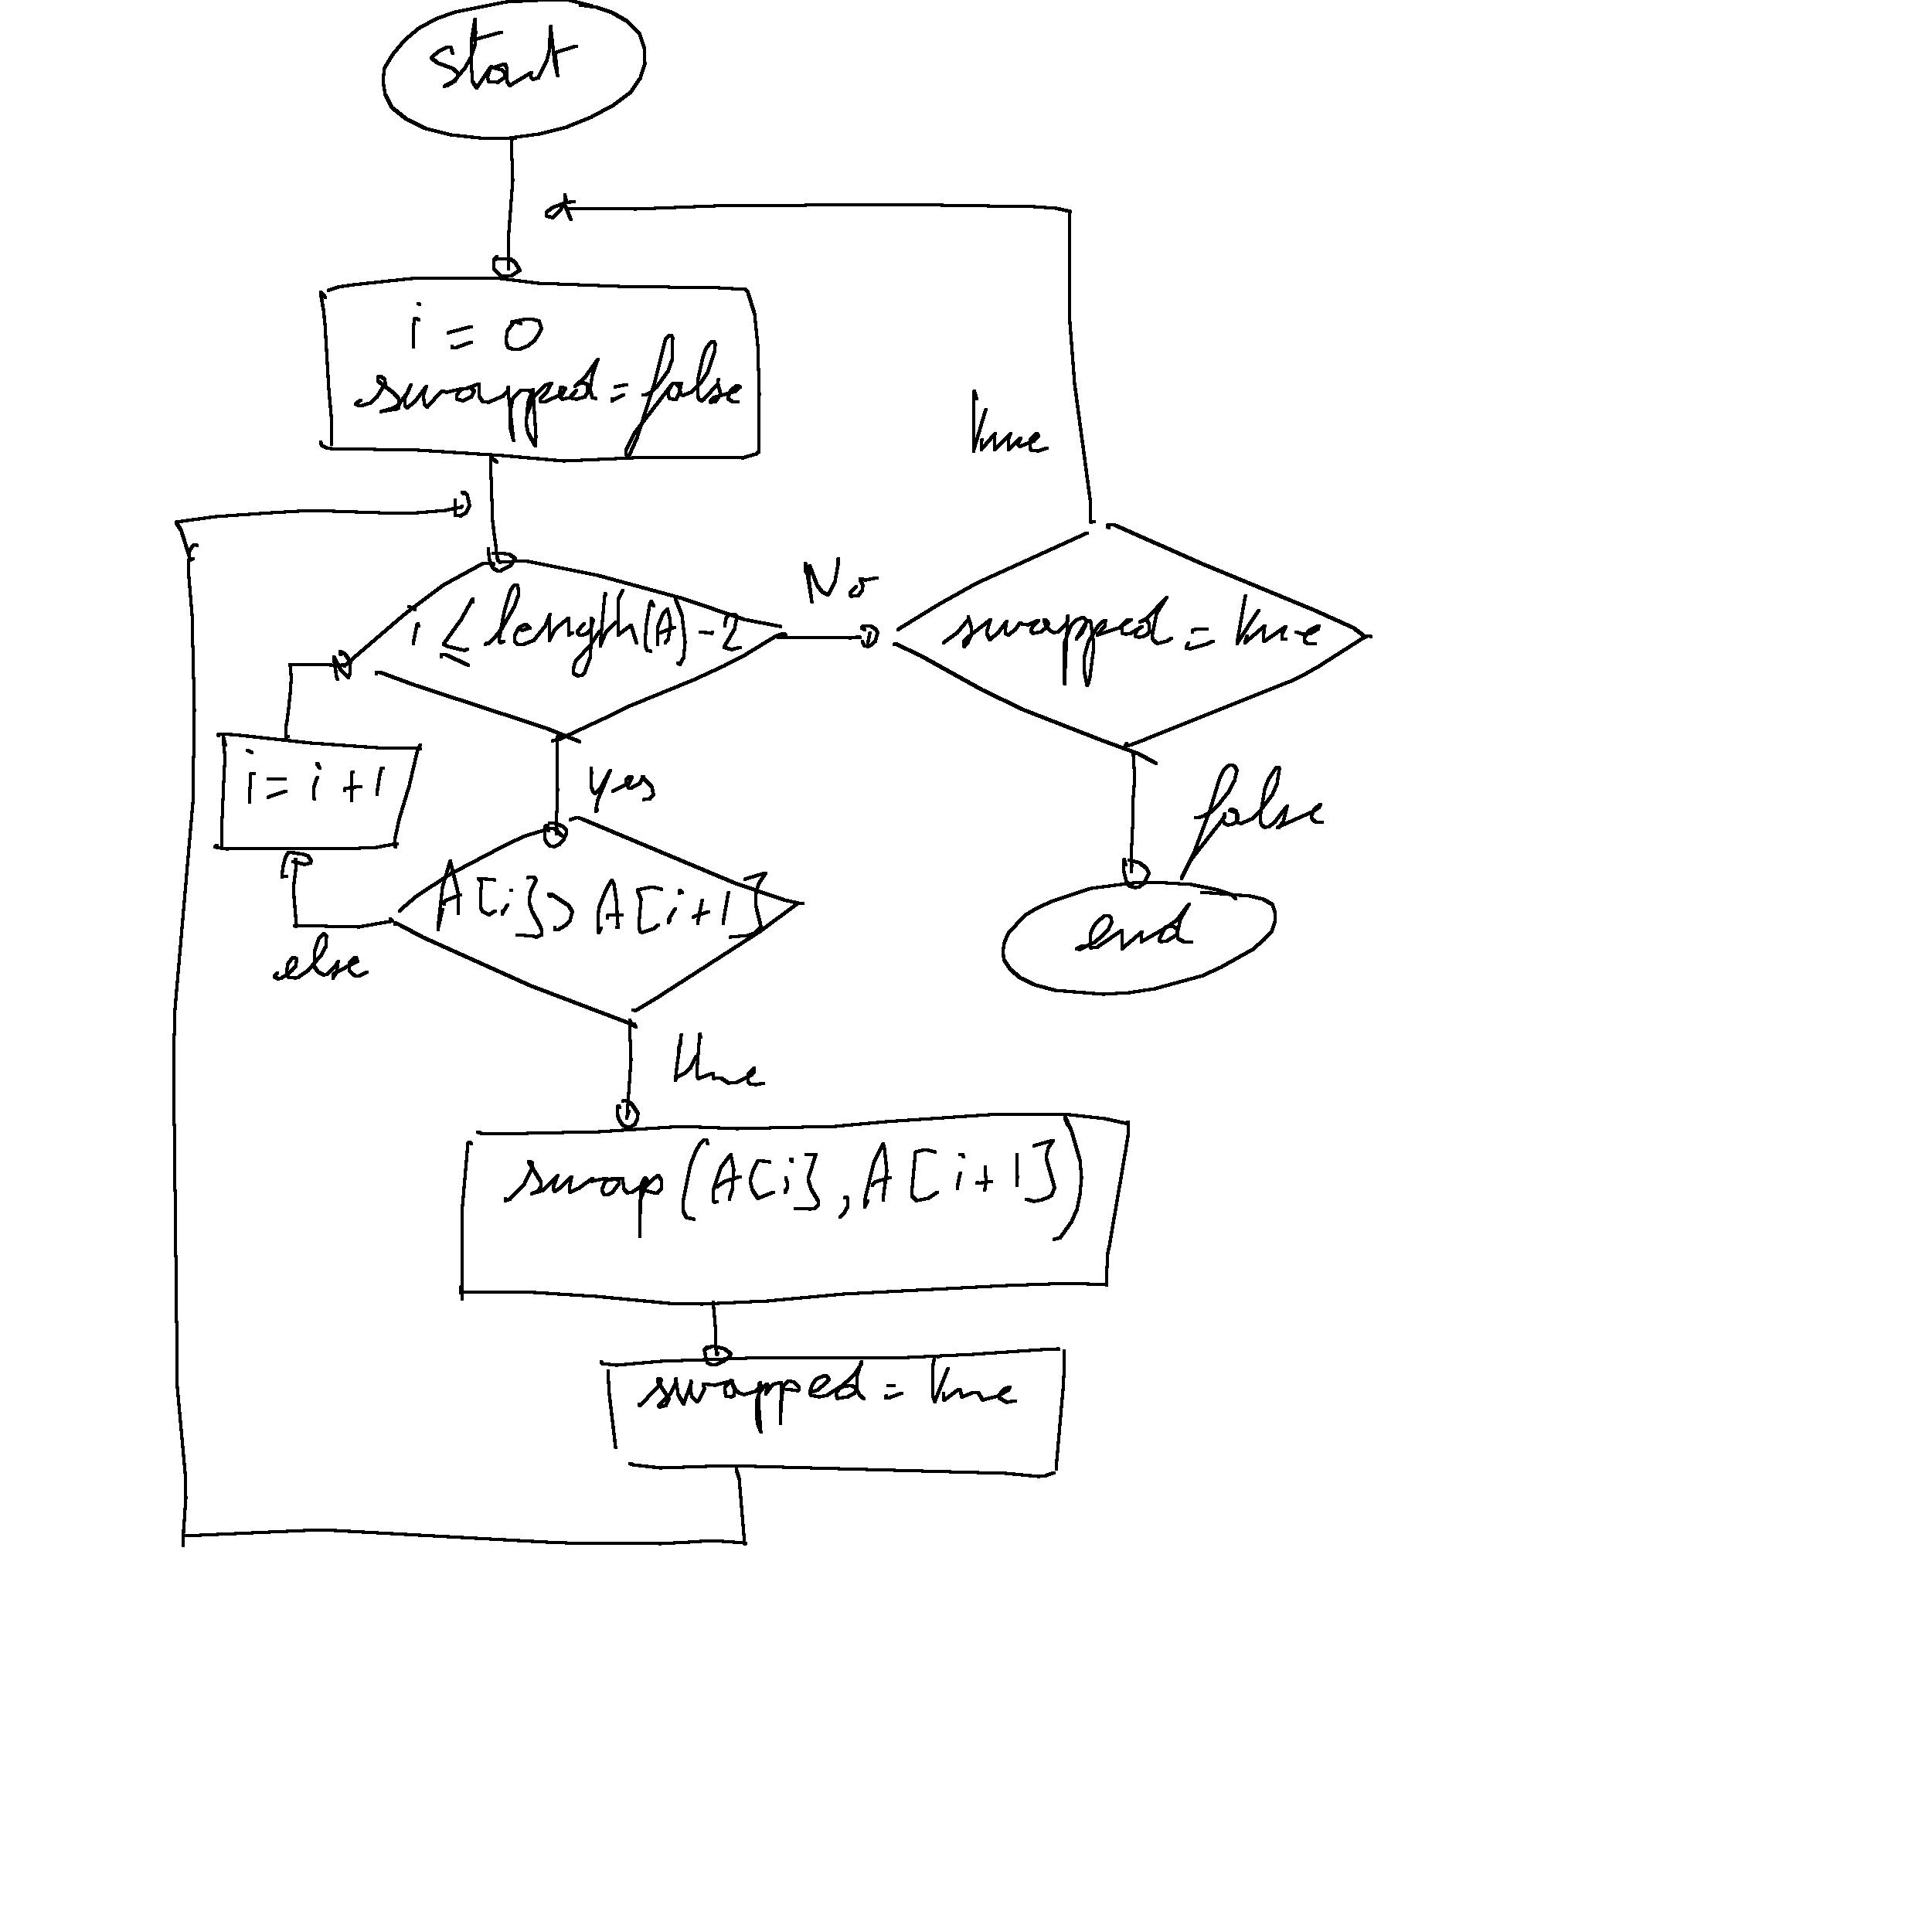 start
i = 0
swapped = false
true
i ≤ length(A) - 2
No
swapped = true
i = i + 1
yes
false
A[i] > A[i+1]
end
else
true
swap(A[i], A[i+1])
swapped = true